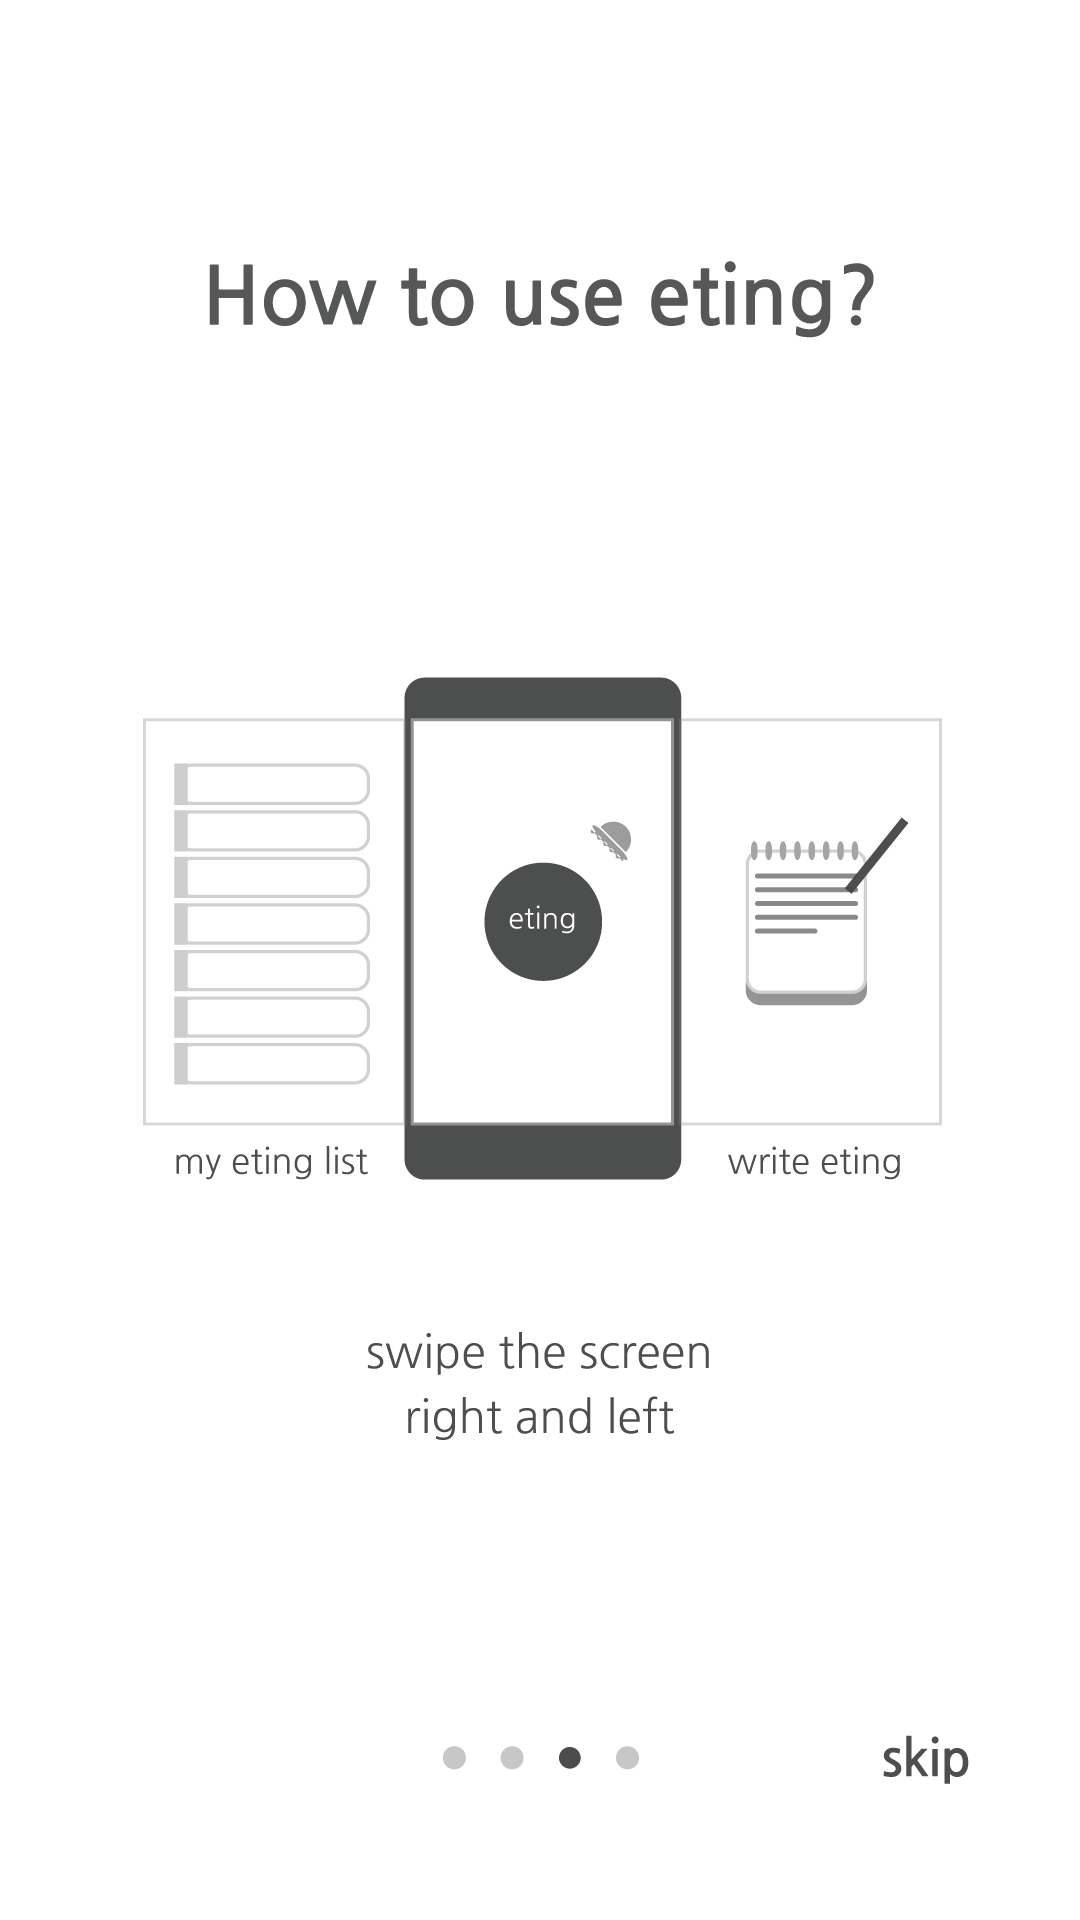 How to use eting?
eting
my eting list
write eting
swipe the screen
right and left
skip